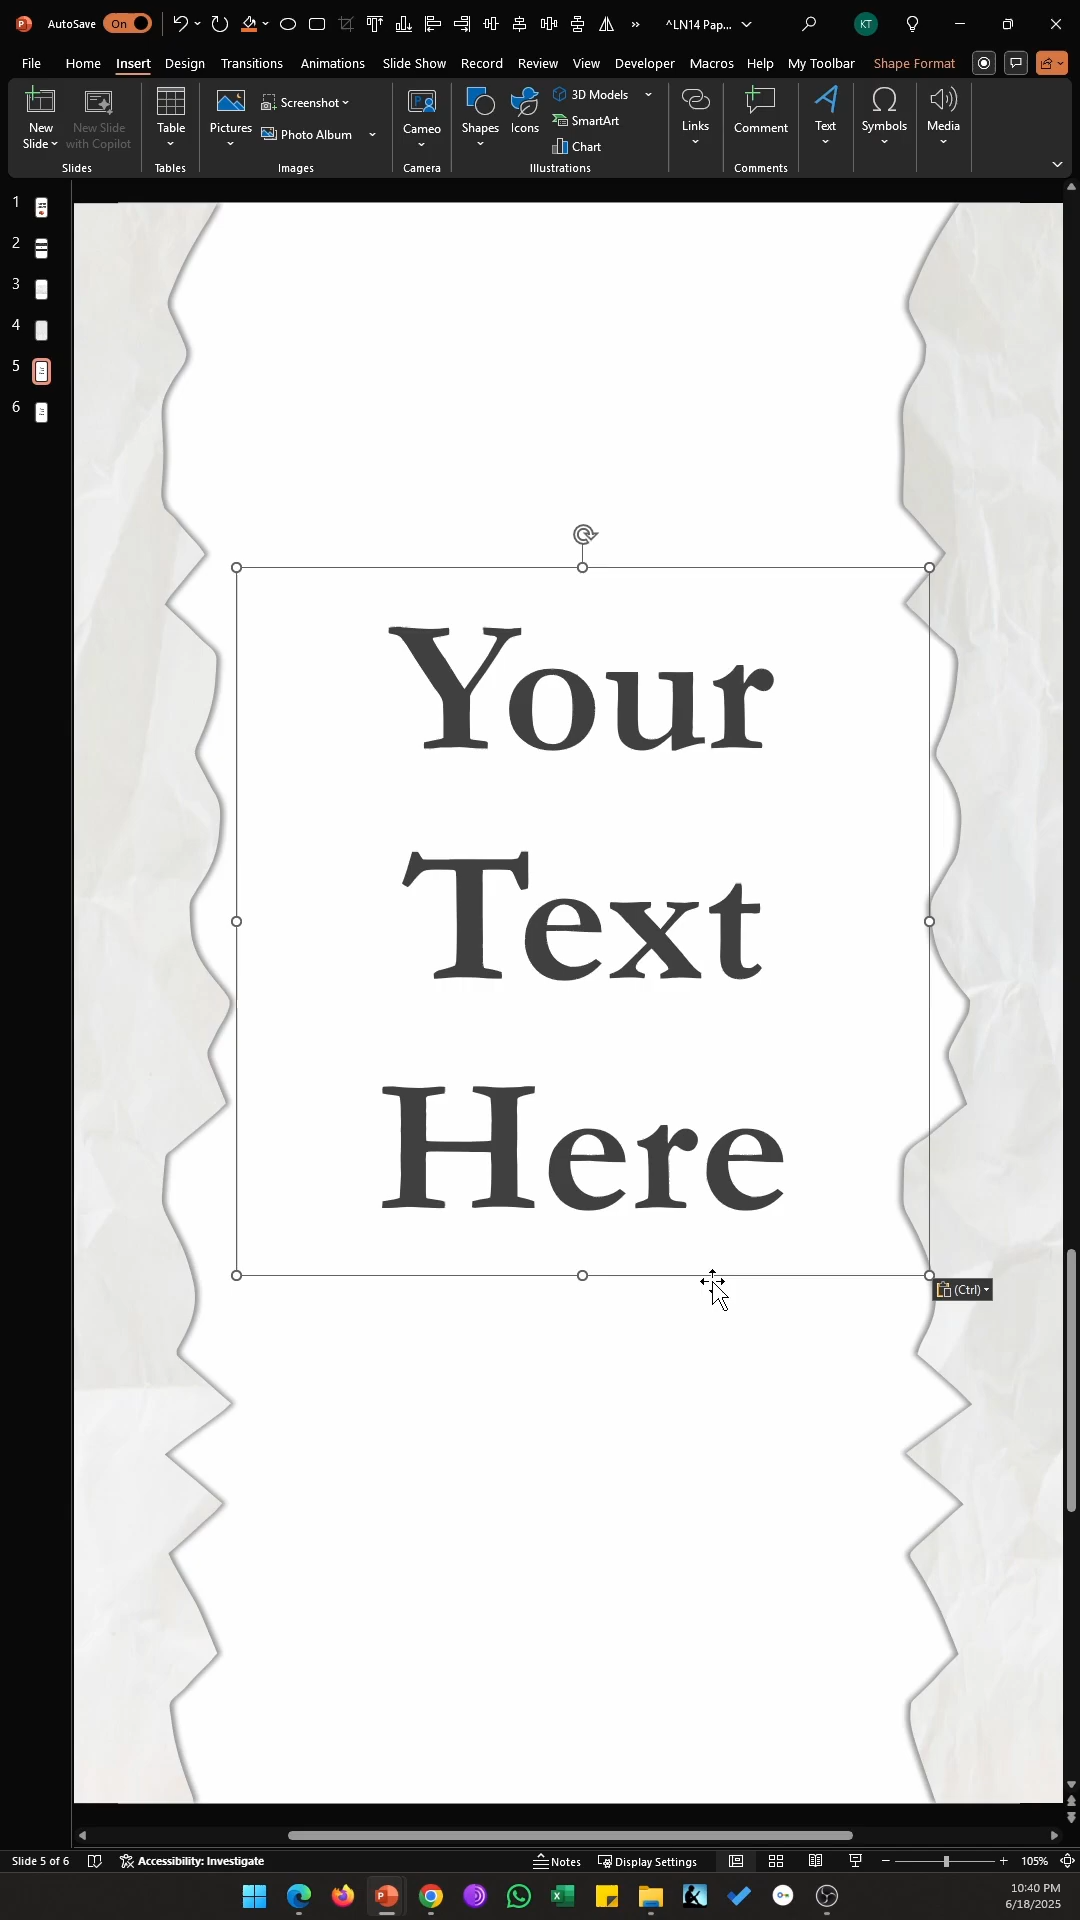 AutoSave On ^LN14 Pap... KT
File Home Insert Design Transitions Animations Slide Show Record Review View Developer Macros Help My Toolbar Shape Format
New Slide
New Slide with Copilot
Slides
Table
Tables
Pictures
Screenshot
Photo Album
Images
Cameo
Camera
Shapes
Icons
3D Models
SmartArt
Chart
Illustrations
Links
Comment
Comments
Text
Symbols
Media
1
2
3
4
5
6
Your
Text
Here
(Ctrl)
Slide 5 of 6 Accessibility: Investigate Notes Display Settings 105%
10:40 PM
6/18/2025